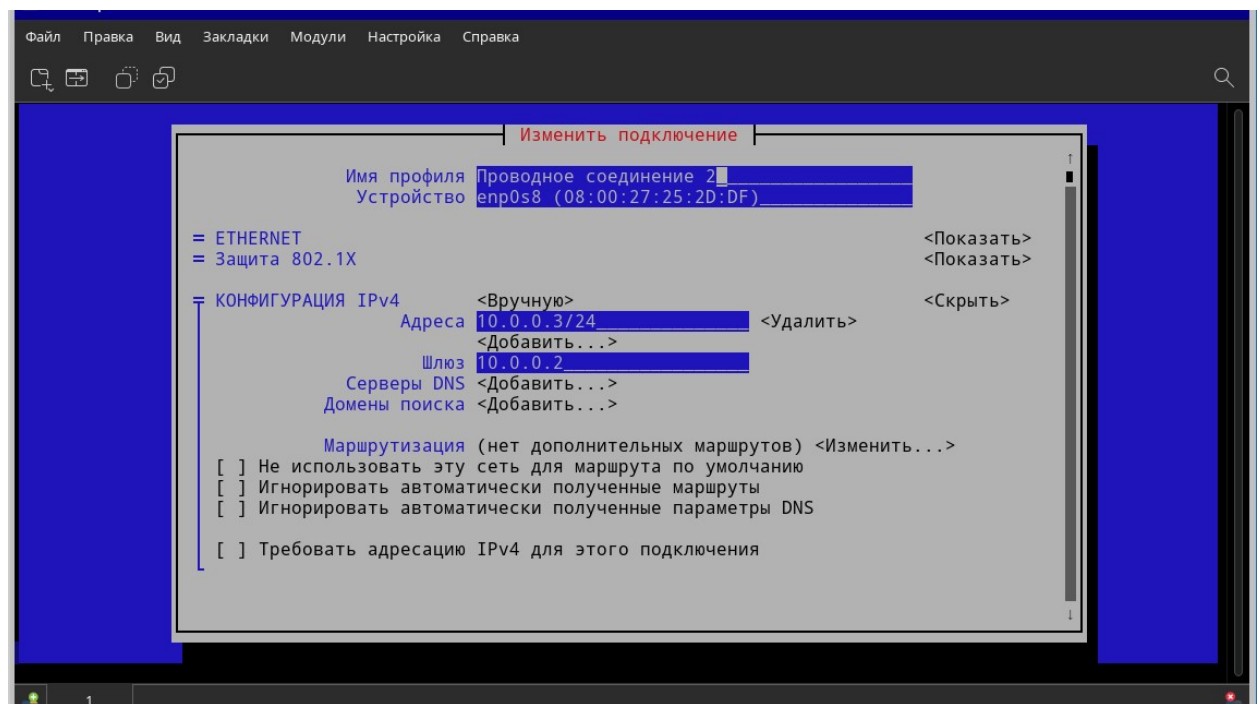 Файл Правка Вид Закладки Модули Настройка Справка
Изменить подключение
Имя профиля Проводное соединение 2
Устройство enp0s8 (08:00:27:25:2D:DF)
= ETHERNET <Показать>
= Защита 802.1X <Показать>
КОНФИГУРАЦИЯ IPv4 <Вручную> <Скрыть>
Адреса 10.0.0.3/24 <Удалить>
<Добавить...>
Шлюз 10.0.0.2
Серверы DNS <Добавить...>
Домены поиска <Добавить...>
Маршрутизация (нет дополнительных маршрутов) <Изменить...>
[ ] Не использовать эту сеть для маршрута по умолчанию
[ ] Игнорировать автоматически полученные маршруты
[ ] Игнорировать автоматически полученные параметры DNS
[ ] Требовать адресацию IPv4 для этого подключения
1